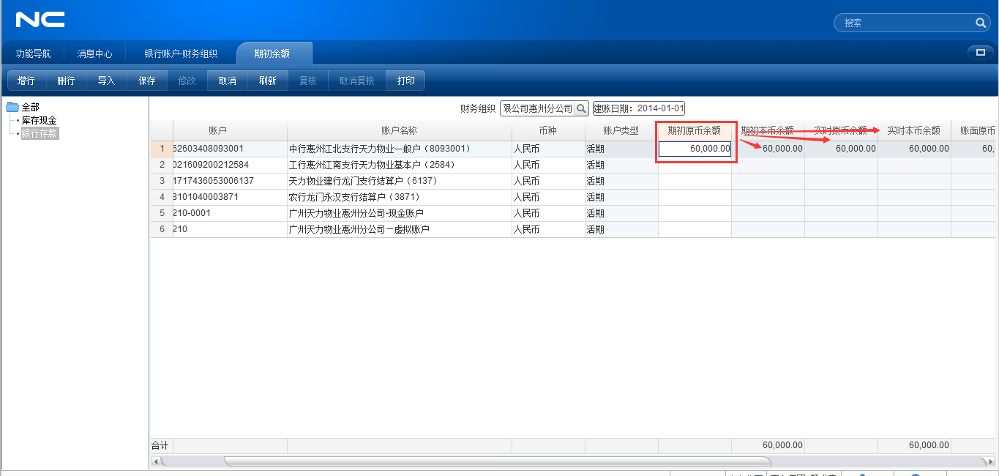 NC
搜索
功能导航 消息中心 银行账户-财务组织 期初余额
增行 删行 导入 保存 修改 取消 刷新 复核 取消复核 打印
全部
库存现金
银行存款
财务组织 限公司惠州分公司 建账日期: 2014-01-01
账户 账户名称 币种 账户类型 期初原币余额 期初本币余额 实时原币余额 实时本币余额 账面原币
1 62603408093001 中行惠州江北支行天力物业一般户（8093001） 人民币 活期 60,000.00 60,000.00 60,000.00 60,000.00 60,
2 021609200212584 工行惠州江南支行天力物业基本户（2584） 人民币 活期
3 1717436053006137 天力物业建行龙门支行结算户（6137） 人民币 活期
4 3101040003871 农行龙门永汉支行结算户（3871） 人民币 活期
5 210-0001 广州天力物业惠州分公司-现金账户 人民币 活期
6 210 广州天力物业惠州分公司－虚拟账户 人民币 活期
合计 60,000.00 60,000.00